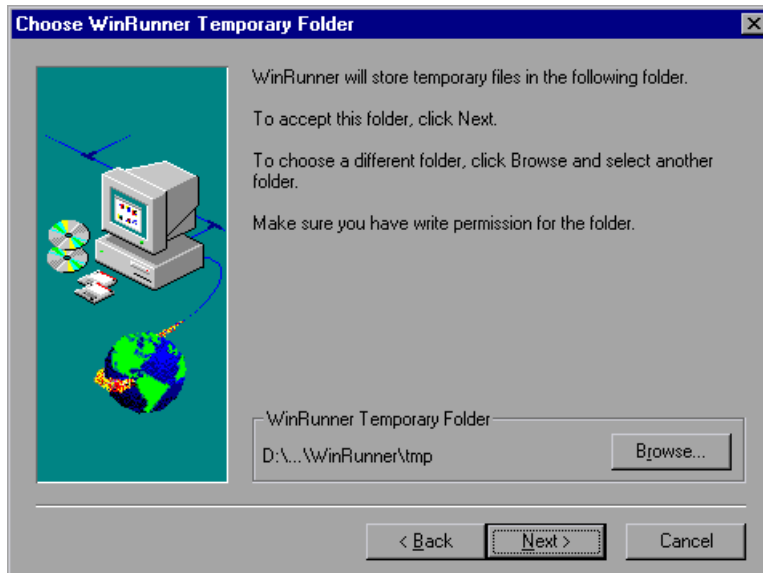 Choose WinRunner Temporary Folder
WinRunner will store temporary files in the following folder.
To accept this folder, click Next.
To choose a different folder, click Browse and select another
folder.
Make sure you have write permission for the folder.
WinRunner Temporary Folder
D:\...\WinRunner\tmp
Browse...
< Back
Next >
Cancel